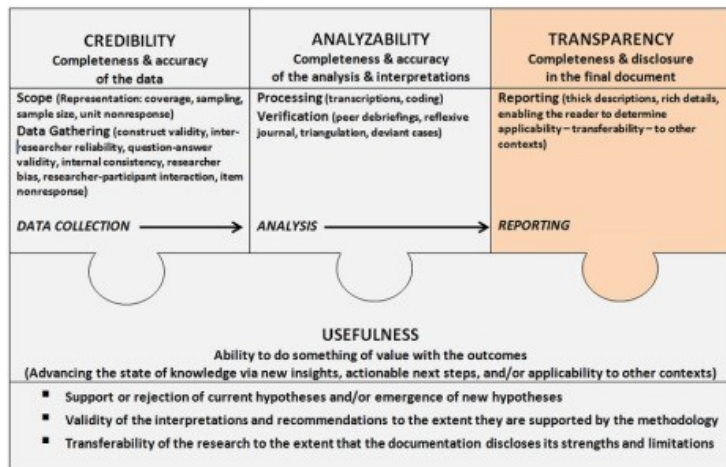 CREDIBILITY
Completeness & accuracy
of the data
Scope (Representation: coverage, sampling,
sample size, unit nonresponse)
Data Gathering (construct validity, inter-
researcher reliability, question-answer
validity, internal consistency, researcher
bias, researcher-participant interaction, item
nonresponse)
DATA COLLECTION
ANALYZABILITY
Completeness & accuracy
of the analysis & interpretations
Processing (transcriptions, coding)
Verification (peer debriefings, reflexive
journal, triangulation, deviant cases)
ANALYSIS
TRANSPARENCY
Completeness & disclosure
in the final document
Reporting (thick descriptions, rich details,
enabling the reader to determine
applicability – transferability – to other
contexts)
REPORTING
USEFULNESS
Ability to do something of value with the outcomes
(Advancing the state of knowledge via new insights, actionable next steps, and/or applicability to other contexts)
▪ Support or rejection of current hypotheses and/or emergence of new hypotheses
▪ Validity of the interpretations and recommendations to the extent they are supported by the methodology
▪ Transferability of the research to the extent that the documentation discloses its strengths and limitations